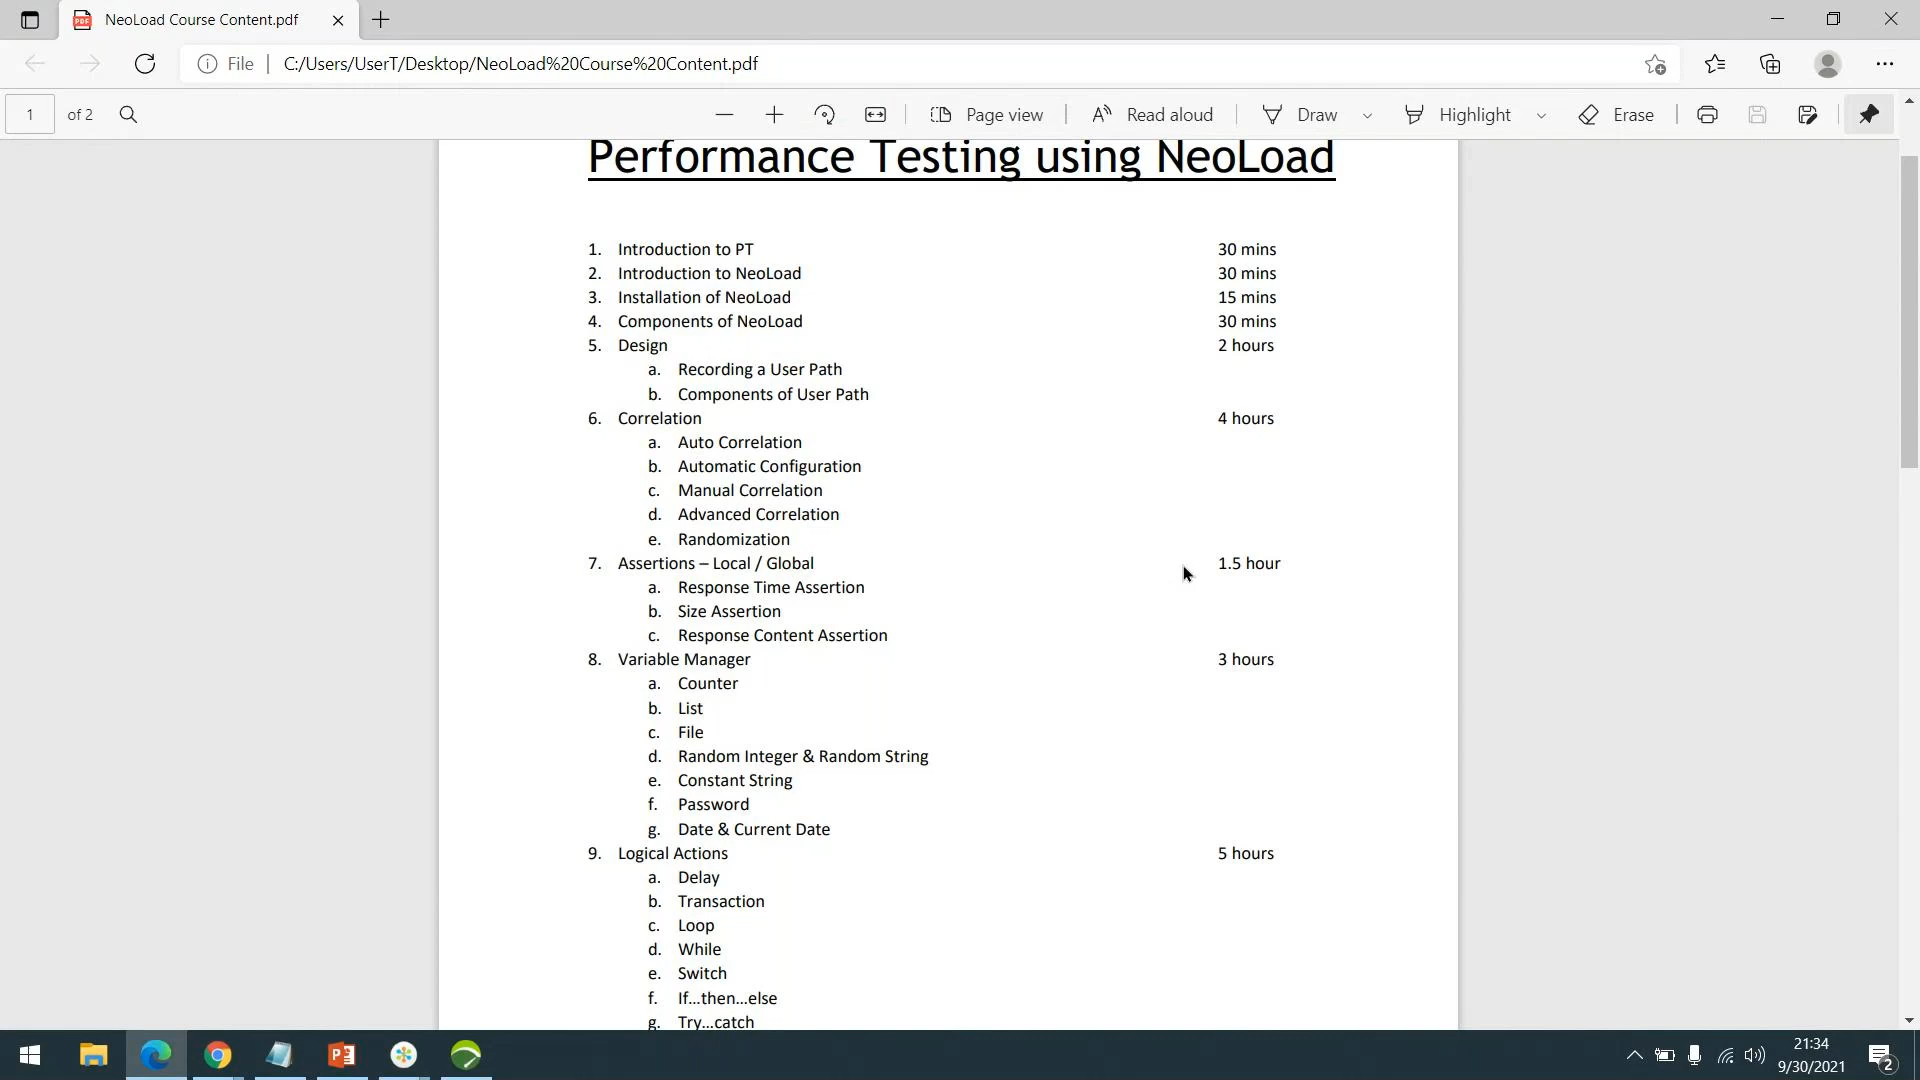 NeoLoad Course Content.pdf
File
C:/Users/UserT/Desktop/NeoLoad%20Course%20Content.pdf
1 of 2
Page view
Read aloud
Draw
Highlight
Erase
Performance Testing using NeoLoad
1. Introduction to PT 30 mins
2. Introduction to NeoLoad 30 mins
3. Installation of NeoLoad 15 mins
4. Components of NeoLoad 30 mins
5. Design 2 hours
a. Recording a User Path
b. Components of User Path
6. Correlation 4 hours
a. Auto Correlation
b. Automatic Configuration
c. Manual Correlation
d. Advanced Correlation
e. Randomization
7. Assertions – Local / Global 1.5 hour
a. Response Time Assertion
b. Size Assertion
c. Response Content Assertion
8. Variable Manager 3 hours
a. Counter
b. List
c. File
d. Random Integer & Random String
e. Constant String
f. Password
g. Date & Current Date
9. Logical Actions 5 hours
a. Delay
b. Transaction
c. Loop
d. While
e. Switch
f. If…then…else
g. Try…catch
21:34
9/30/2021
2